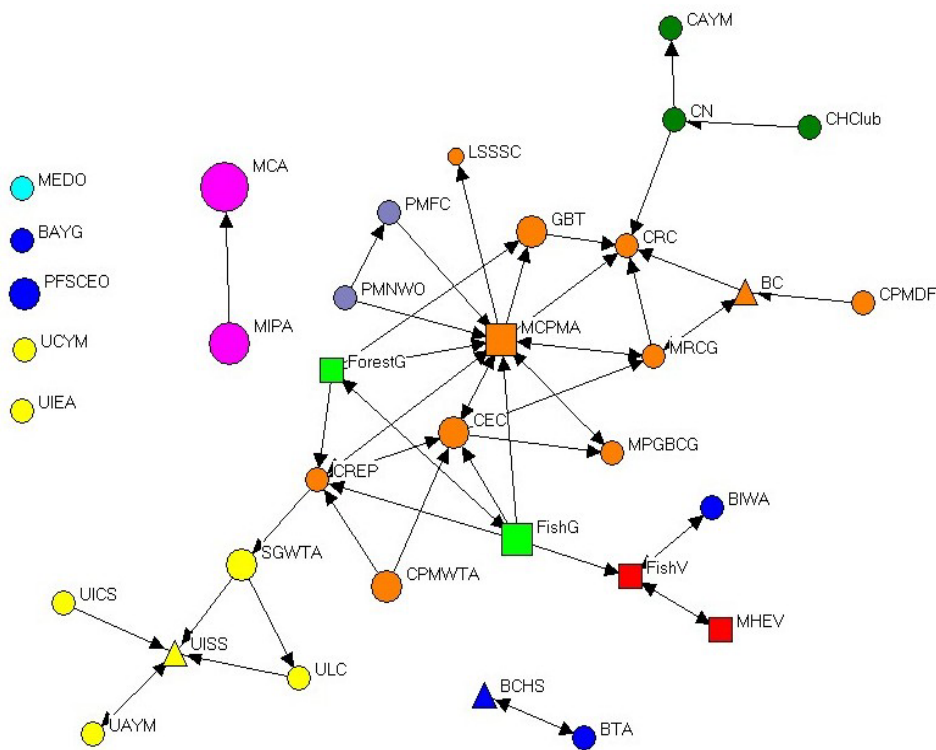 CAYM
CN
CHClub
LSSSC
MCA
MEDO
PMFC
GBT
BAYG
CRC
PFSCEO
PMNWO
BC
CPMDF
MCPMA
MIPA
UCYM
ForestG
MRCG
UIEA
CEC
MPGBCG
CREP
BIWA
FishG
SGWTA
FishV
CPMWTA
UICS
MHEV
UISS
ULC
BCHS
UAYM
BTA